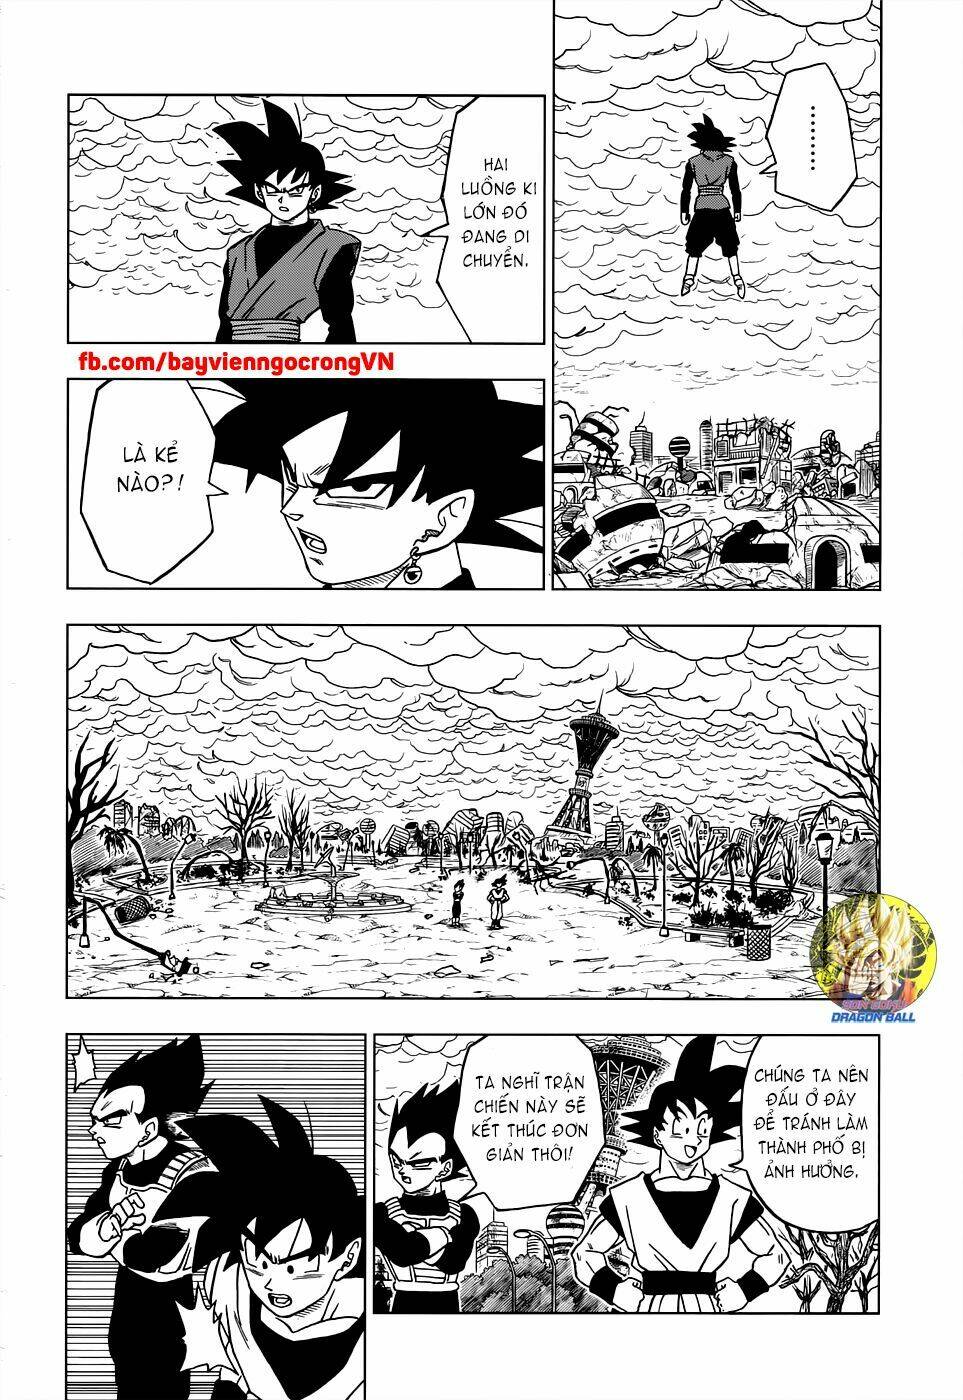 .........
HAI
LUỒNG KI
LỚN ĐÓ
ĐANG DI
CHUYỂN.
fb.com/bayvienngocrongVN
LÀ KẺ
NÀO?!
SON GOKU
DRAGON BALL
CHÚNG TA NÊN
ĐẤU Ở ĐÂY
ĐỂ TRÁNH LÀM
THÀNH PHỐ BỊ
ẢNH HƯỞNG.
TA NGHĨ TRẬN
CHIẾN NÀY SẼ
KẾT THÚC ĐƠN
GIẢN THÔI!